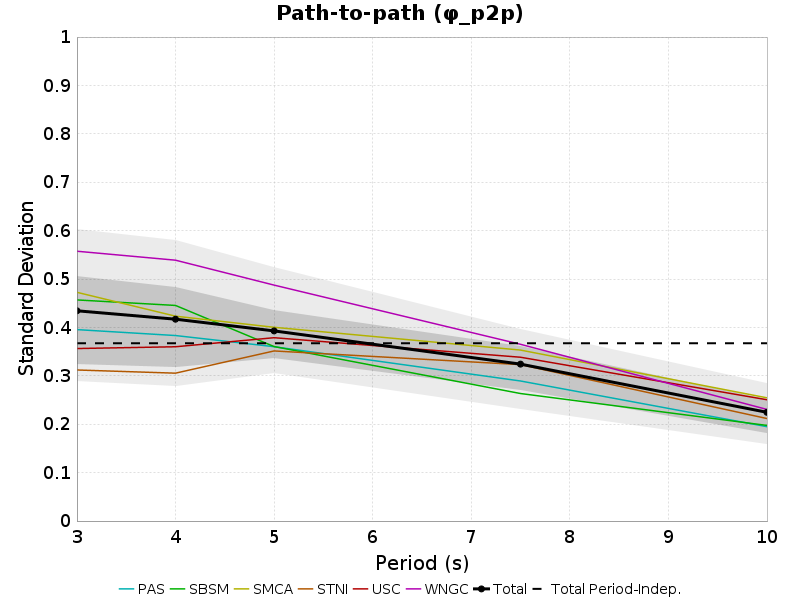 Path-to-path (φ_p2p)
1
0.9
0.8
0.7
0.6
0.5
0.4
0.3
0.2
0.1
0
Standard Deviation
3 4 5 6 7 8 9 10
Period (s)
PAS SBSM SMCA STNI USC WNGC Total Total Period-Indep.